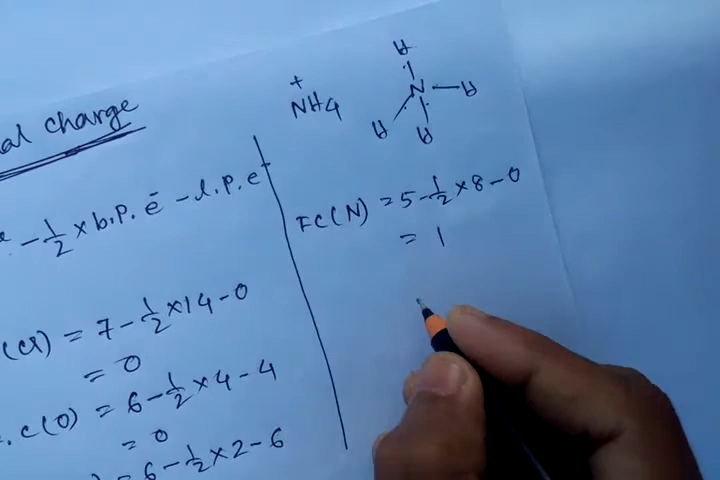 al charge
- 1/2 × b.p. ē - l.p. e
(Cl) = 7 - 1/2 × 14 - 0
= 0
.c(O) = 6 - 1/2 × 4 - 4
= 0
= 6 - 1/2 × 2 - 6
+
NH4
H
N - H
H H
FC(N) = 5 - 1/2 × 8 - 0
= 1